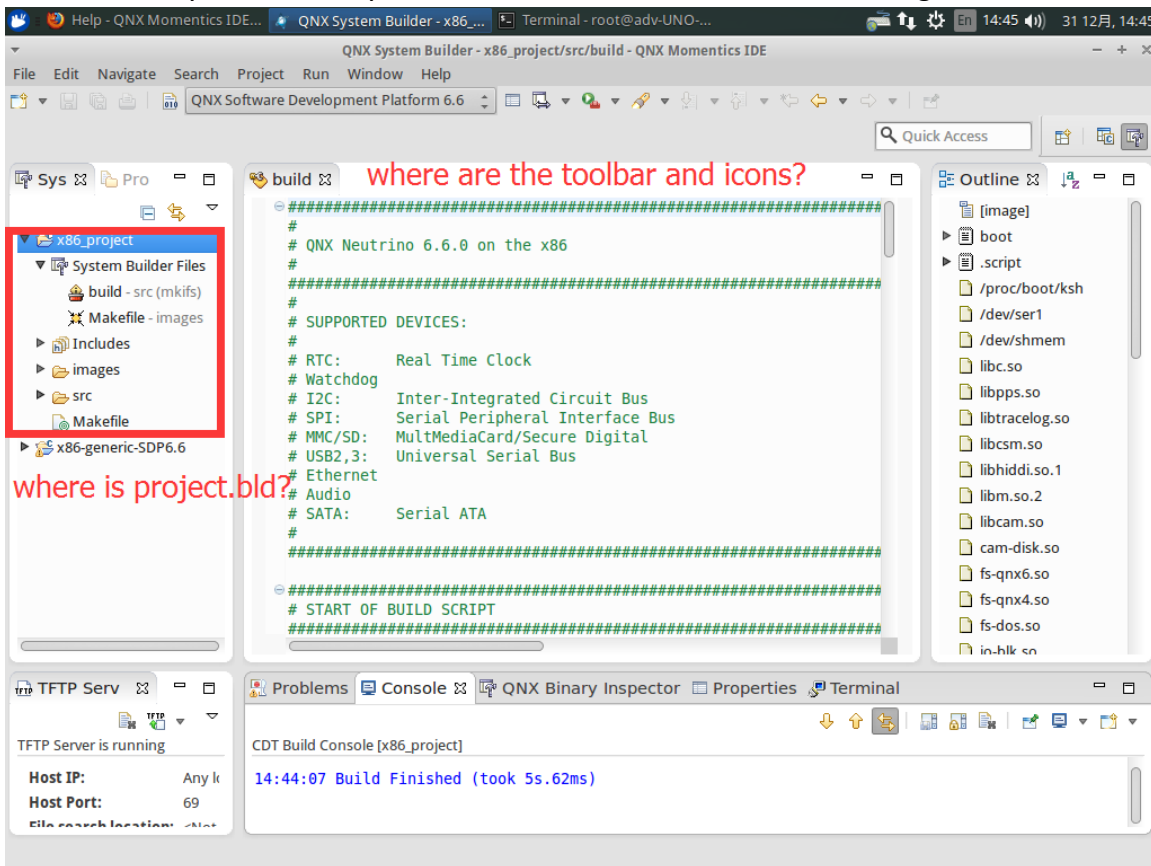 Help - QNX Momentics IDE...
QNX System Builder - x86_...
Terminal - root@adv-UNO-...
En
14:45
31 12月, 14:45
QNX System Builder - x86_project/src/build - QNX Momentics IDE
File Edit Navigate Search Project Run Window Help
QNX Software Development Platform 6.6
Quick Access
Sys
Pro
x86_project
System Builder Files
build - src (mkifs)
Makefile - images
Includes
images
src
Makefile
x86-generic-SDP6.6
where is project.bld?
build
where are the toolbar and icons?
#################################################################
#
# QNX Neutrino 6.6.0 on the x86
#
#################################################################
#
# SUPPORTED DEVICES:
#
# RTC: Real Time Clock
# Watchdog
# I2C: Inter-Integrated Circuit Bus
# SPI: Serial Peripheral Interface Bus
# MMC/SD: MultMediaCard/Secure Digital
# USB2,3: Universal Serial Bus
# Ethernet
# Audio
# SATA: Serial ATA
#
#################################################################
#################################################################
# START OF BUILD SCRIPT
#################################################################
Outline
[image]
boot
.script
/proc/boot/ksh
/dev/ser1
/dev/shmem
libc.so
libpps.so
libtracelog.so
libcsm.so
libhiddi.so.1
libm.so.2
libcam.so
cam-disk.so
fs-qnx6.so
fs-qnx4.so
fs-dos.so
io-blk.so
TFTP Serv
TFTP Server is running
Host IP: Any lo
Host Port: 69
File search location: <Not
Problems
Console
QNX Binary Inspector
Properties
Terminal
CDT Build Console [x86_project]
14:44:07 Build Finished (took 5s.62ms)